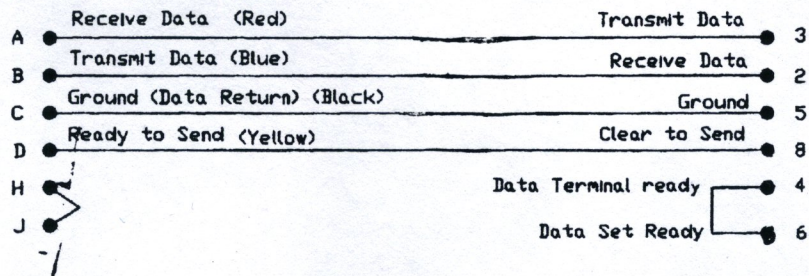 Receive Data (Red) Transmit Data
A 3
Transmit Data (Blue) Receive Data
B 2
Ground (Data Return) (Black) Ground
C 5
Ready to Send (Yellow) Clear to Send
D 8
H Data Terminal ready 4
J Data Set Ready 6